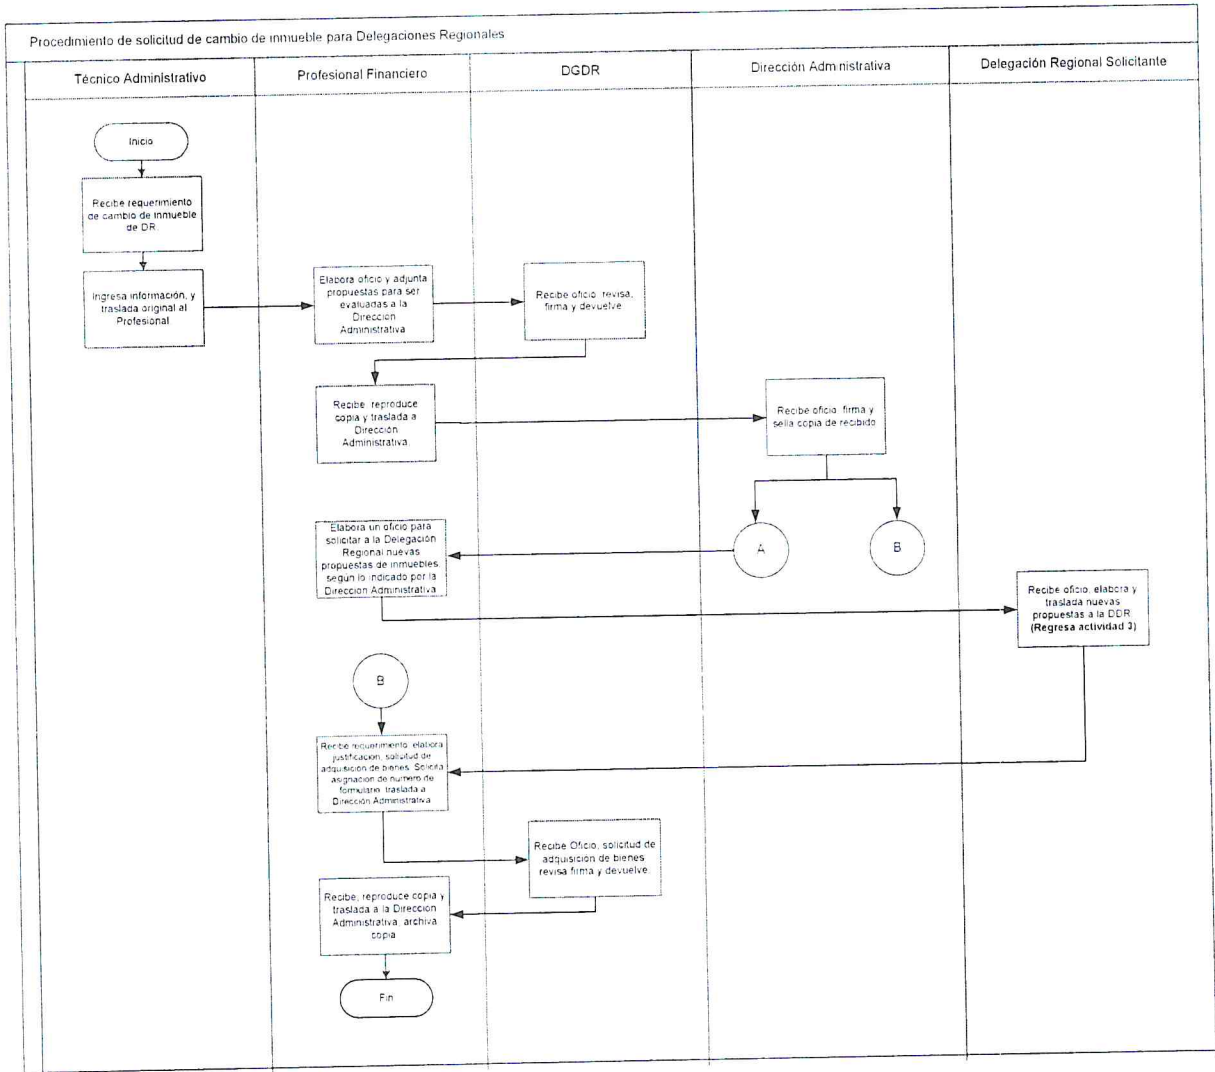 Procedimiento de solicitud de cambio de inmueble para Delegaciones Regionales
Técnico Administrativo
Profesional Financiero
DGDR
Dirección Administrativa
Delegación Regional Solicitante
Inicio
Recibe requerimiento
de cambio de inmueble
de DR.
Ingresa información, y
traslada original al
Profesional
Elabora oficio y adjunta
propuestas para ser
evaluadas a la
Dirección
Administrativa
Recibe oficio, revisa,
firma y devuelve
Recibe, reproduce
copia y traslada a
Dirección
Administrativa.
Recibe oficio, firma y
sella copia de recibido
A
B
Elabora un oficio para
solicitar a la Delegación
Regional nuevas
propuestas de inmuebles
según lo indicado por la
Dirección Administrativa
Recibe oficio, elabora y
traslada nuevas
propuestas a la DDR.
(Regresa actividad 3)
B
Recibe requerimiento, elabora
justificación, solicitud de
adquisición de bienes. Solicita
asignación de numero de
formulario, traslada a
Dirección Administrativa
Recibe Oficio, solicitud de
adquisición de bienes
revisa firma y devuelve.
Recibe, reproduce copia y
traslada a la Dirección
Administrativa, archiva
copia
Fin